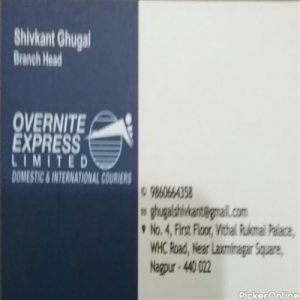 Shivkant Ghugal
Branch Head
OVERNITE
EXPRESS
LIMITED
DOMESTIC & INTERNATIONAL COURIERS
9860664358
ghugalshivkant@gmail.com
No. 4, First Floor, Vithal Rukmai Palace,
WHC Road, Near Laxminagar Square,
Nagpur - 440 022
PickerOnline